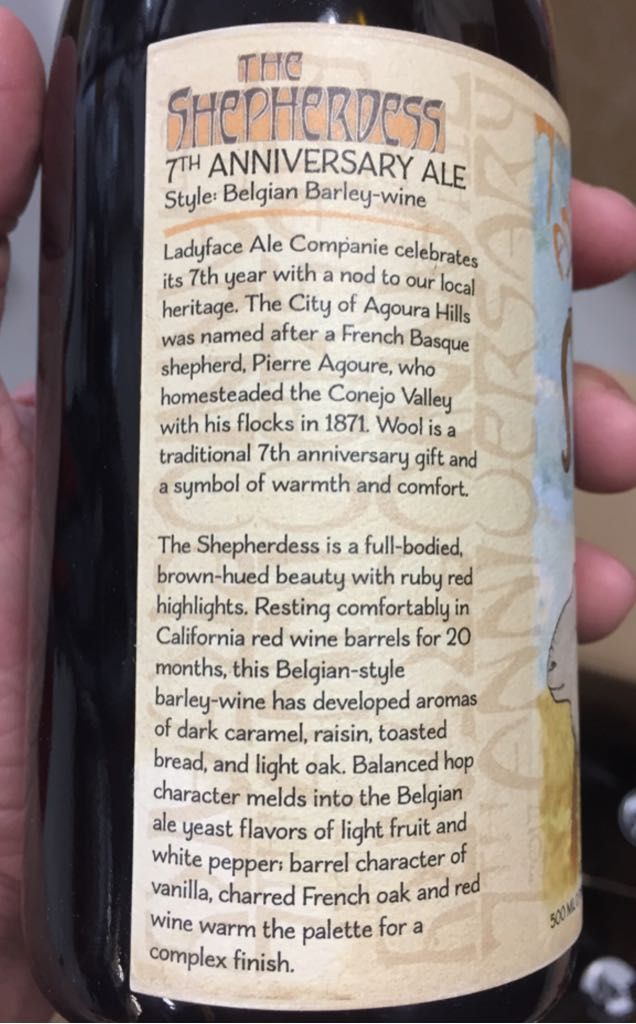 THE
SHEPHERDESS
7TH ANNIVERSARY ALE
Style: Belgian Barley-wine
Ladyface Ale Companie celebrates
its 7th year with a nod to our local
heritage. The City of Agoura Hills
was named after a French Basque
shepherd, Pierre Agoure, who
homesteaded the Conejo Valley
with his flocks in 1871. Wool is a
traditional 7th anniversary gift and
a symbol of warmth and comfort.
The Shepherdess is a full-bodied,
brown-hued beauty with ruby red
highlights. Resting comfortably in
California red wine barrels for 20
months, this Belgian-style
barley-wine has developed aromas
of dark caramel, raisin, toasted
bread, and light oak. Balanced hop
character melds into the Belgian
ale yeast flavors of light fruit and
white pepper; barrel character of
vanilla, charred French oak and red
wine warm the palette for a
complex finish.
7TH ANNIVERSARY
500 ML